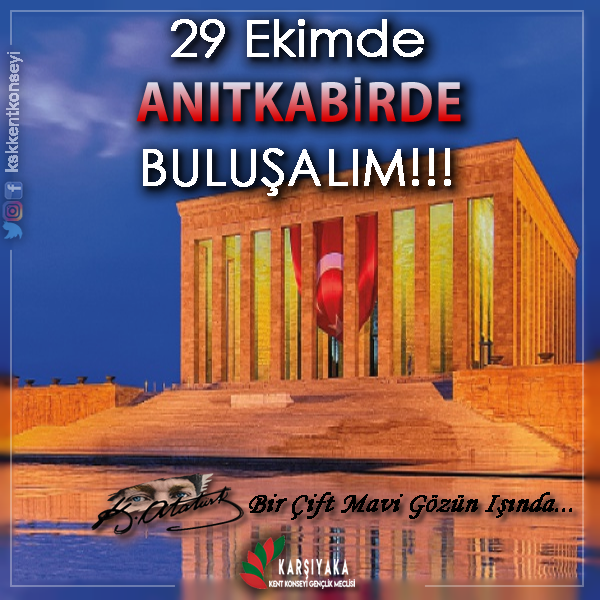 29 Ekimde
ANITKABİRDE
BULUŞALIM!!!
kskkentkonseyi
K. Atatürk
Bir Çift Mavi Gözün Işında...
KARŞIYAKA
KENT KONSEYİ GENÇLİK MECLİSİ